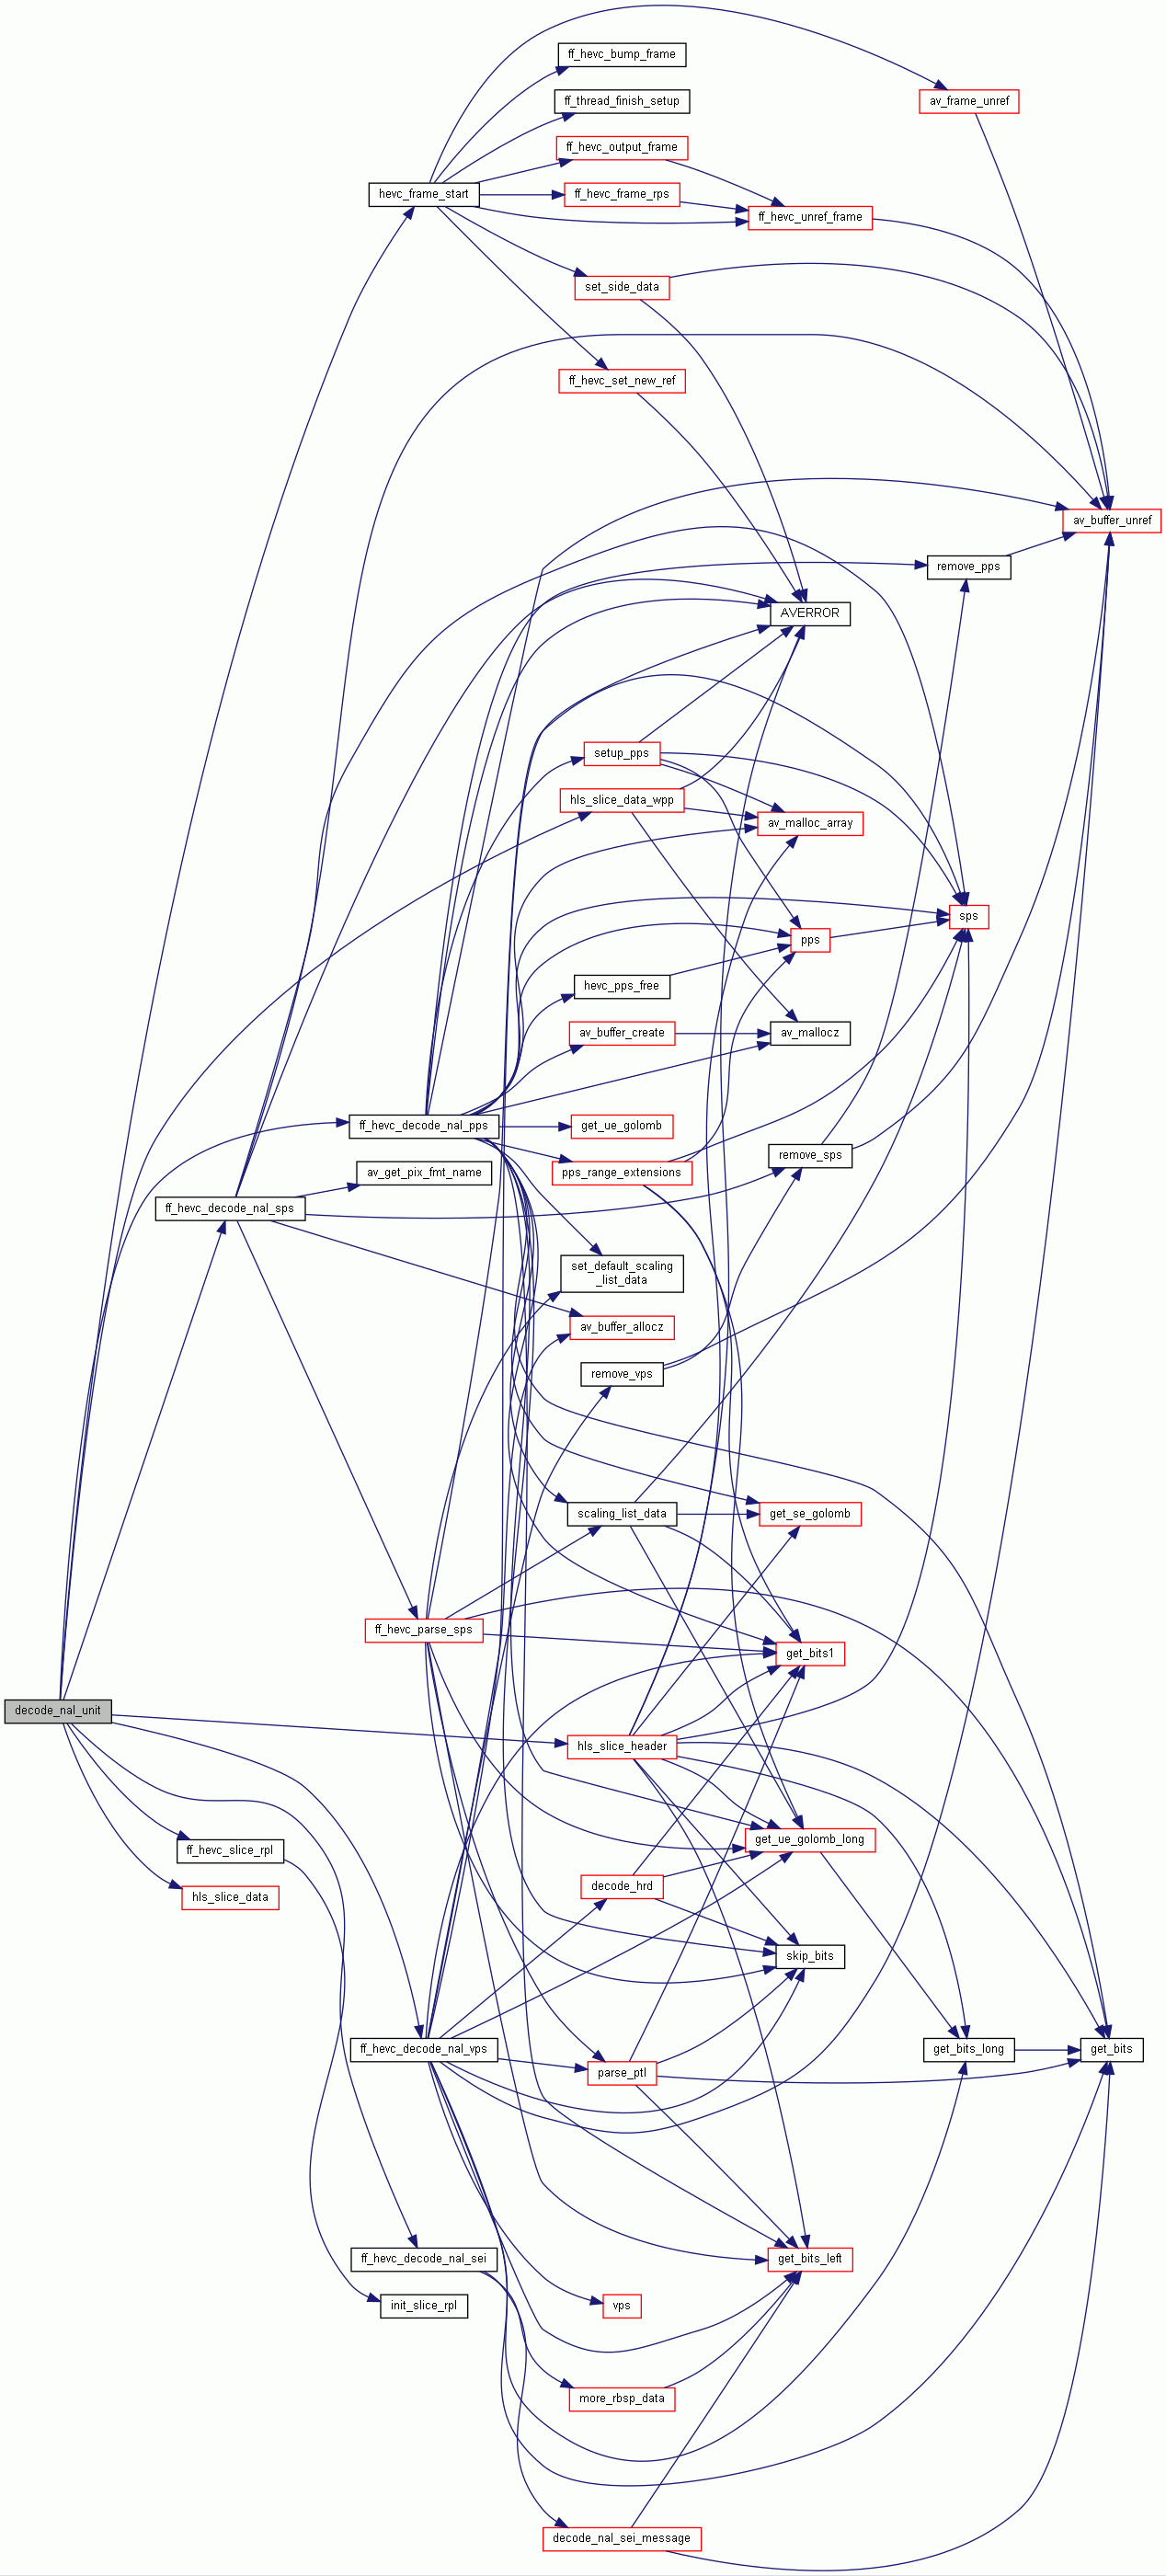 ff_hevc_bump_frame
av_frame_unref
ff_thread_finish_setup
ff_hevc_output_frame
hevc_frame_start
ff_hevc_frame_rps
ff_hevc_unref_frame
set_side_data
ff_hevc_set_new_ref
av_buffer_unref
remove_pps
AVERROR
setup_pps
hls_slice_data_wpp
av_malloc_array
sps
pps
hevc_pps_free
av_buffer_create
av_mallocz
ff_hevc_decode_nal_pps
get_ue_golomb
remove_sps
av_get_pix_fmt_name
pps_range_extensions
ff_hevc_decode_nal_sps
set_default_scaling
_list_data
av_buffer_allocz
remove_vps
scaling_list_data
get_se_golomb
ff_hevc_parse_sps
get_bits1
decode_nal_unit
hls_slice_header
get_ue_golomb_long
ff_hevc_slice_rpl
decode_hrd
hls_slice_data
skip_bits
ff_hevc_decode_nal_vps
get_bits_long
get_bits
parse_ptl
ff_hevc_decode_nal_sei
get_bits_left
init_slice_rpl
vps
more_rbsp_data
decode_nal_sei_message